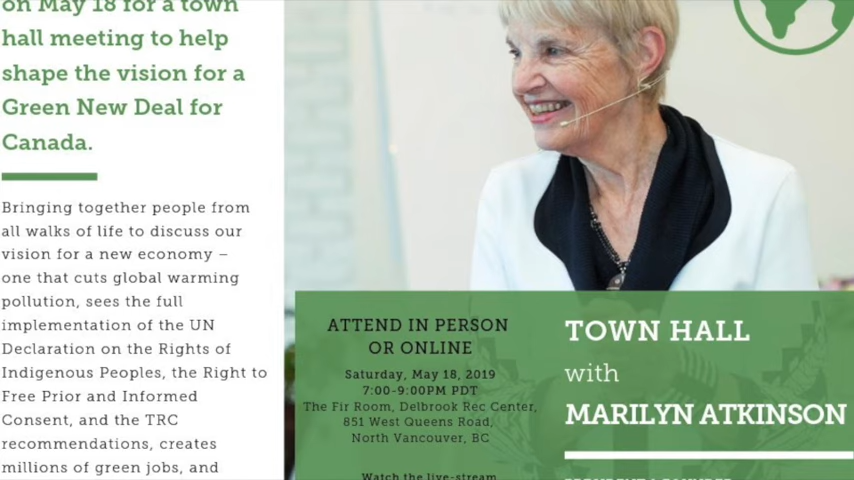 on May 18 for a town
hall meeting to help
shape the vision for a
Green New Deal for
Canada.
Bringing together people from
all walks of life to discuss our
vision for a new economy –
one that cuts global warming
pollution, sees the full
implementation of the UN
Declaration on the Rights of
Indigenous Peoples, the Right to
Free Prior and Informed
Consent, and the TRC
recommendations, creates
millions of green jobs, and
ATTEND IN PERSON
OR ONLINE
Saturday, May 18, 2019
7:00-9:00PM PDT
The Fir Room, Delbrook Rec Center,
851 West Queens Road,
North Vancouver, BC
Watch the live-stream
TOWN HALL
with
MARILYN ATKINSON